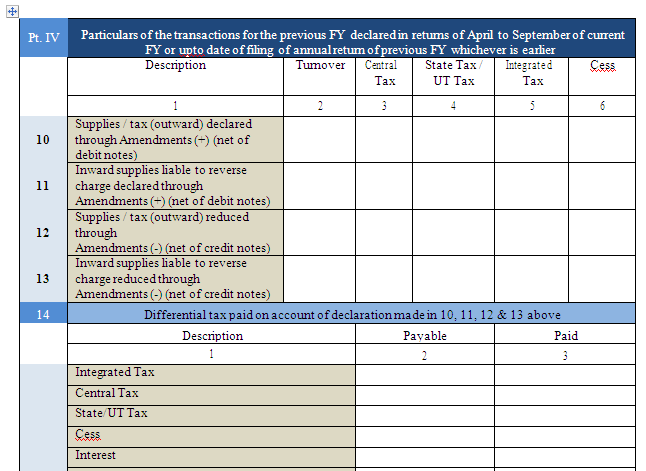 Pt. IV
Particulars of the transactions for the previous FY declared in returns of April to September of current
FY or upto date of filing of annual return of previous FY whichever is earlier
Description Turnover Central Tax State Tax / UT Tax Integrated Tax Cess
1 2 3 4 5 6
10
Supplies / tax (outward) declared
through Amendments (+) (net of
debit notes)
11
Inward supplies liable to reverse
charge declared through
Amendments (+) (net of debit notes)
12
Supplies / tax (outward) reduced
through
Amendments (-) (net of credit notes)
13
Inward supplies liable to reverse
charge reduced through
Amendments (-) (net of credit notes)
14 Differential tax paid on account of declaration made in 10, 11, 12 & 13 above
Description Payable Paid
1 2 3
Integrated Tax
Central Tax
State/UT Tax
Cess
Interest